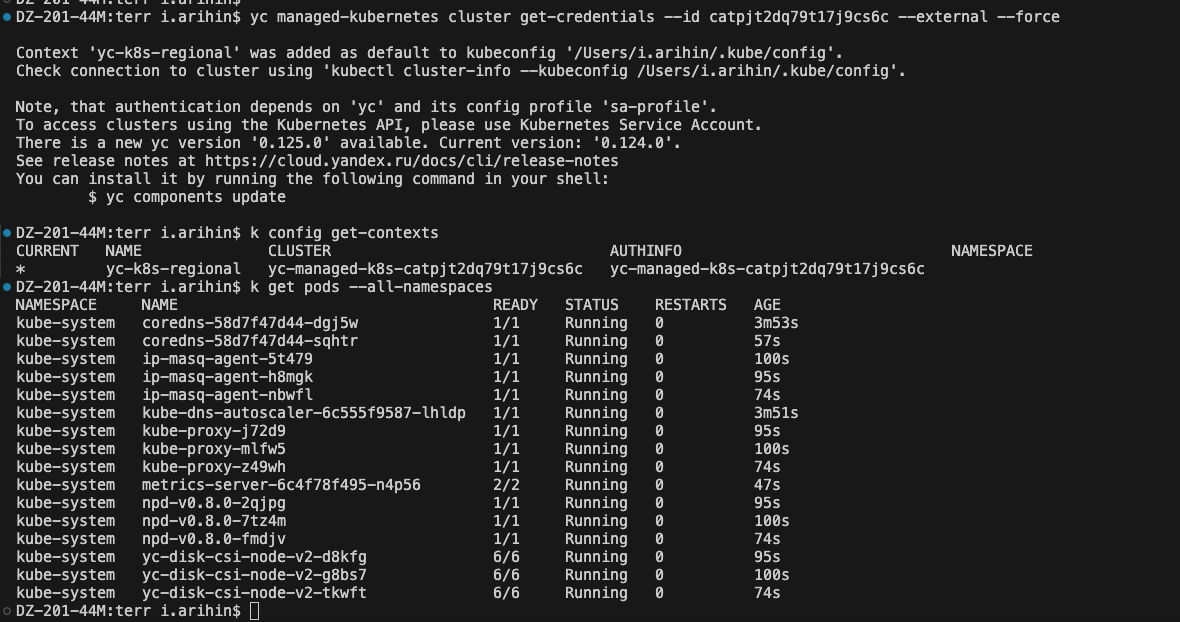 DZ-201-44M:terr i.arihin$ yc managed-kubernetes cluster get-credentials --id catpjt2dq79t17j9cs6c --external --force
Context 'yc-k8s-regional' was added as default to kubeconfig '/Users/i.arihin/.kube/config'.
Check connection to cluster using 'kubectl cluster-info --kubeconfig /Users/i.arihin/.kube/config'.
Note, that authentication depends on 'yc' and its config profile 'sa-profile'.
To access clusters using the Kubernetes API, please use Kubernetes Service Account.
There is a new yc version '0.125.0' available. Current version: '0.124.0'.
See release notes at https://cloud.yandex.ru/docs/cli/release-notes
You can install it by running the following command in your shell:
$ yc components update
DZ-201-44M:terr i.arihin$ k config get-contexts
CURRENT NAME CLUSTER AUTHINFO NAMESPACE
* yc-k8s-regional yc-managed-k8s-catpjt2dq79t17j9cs6c yc-managed-k8s-catpjt2dq79t17j9cs6c
DZ-201-44M:terr i.arihin$ k get pods --all-namespaces
NAMESPACE NAME READY STATUS RESTARTS AGE
kube-system coredns-58d7f47d44-dgj5w 1/1 Running 0 3m53s
kube-system coredns-58d7f47d44-sqhtr 1/1 Running 0 57s
kube-system ip-masq-agent-5t479 1/1 Running 0 100s
kube-system ip-masq-agent-h8mgk 1/1 Running 0 95s
kube-system ip-masq-agent-nbwfl 1/1 Running 0 74s
kube-system kube-dns-autoscaler-6c555f9587-lhldp 1/1 Running 0 3m51s
kube-system kube-proxy-j72d9 1/1 Running 0 95s
kube-system kube-proxy-mlfw5 1/1 Running 0 100s
kube-system kube-proxy-z49wh 1/1 Running 0 74s
kube-system metrics-server-6c4f78f495-n4p56 2/2 Running 0 47s
kube-system npd-v0.8.0-2qjpg 1/1 Running 0 95s
kube-system npd-v0.8.0-7tz4m 1/1 Running 0 100s
kube-system npd-v0.8.0-fmdjv 1/1 Running 0 74s
kube-system yc-disk-csi-node-v2-d8kfg 6/6 Running 0 95s
kube-system yc-disk-csi-node-v2-g8bs7 6/6 Running 0 100s
kube-system yc-disk-csi-node-v2-tkwft 6/6 Running 0 74s
DZ-201-44M:terr i.arihin$